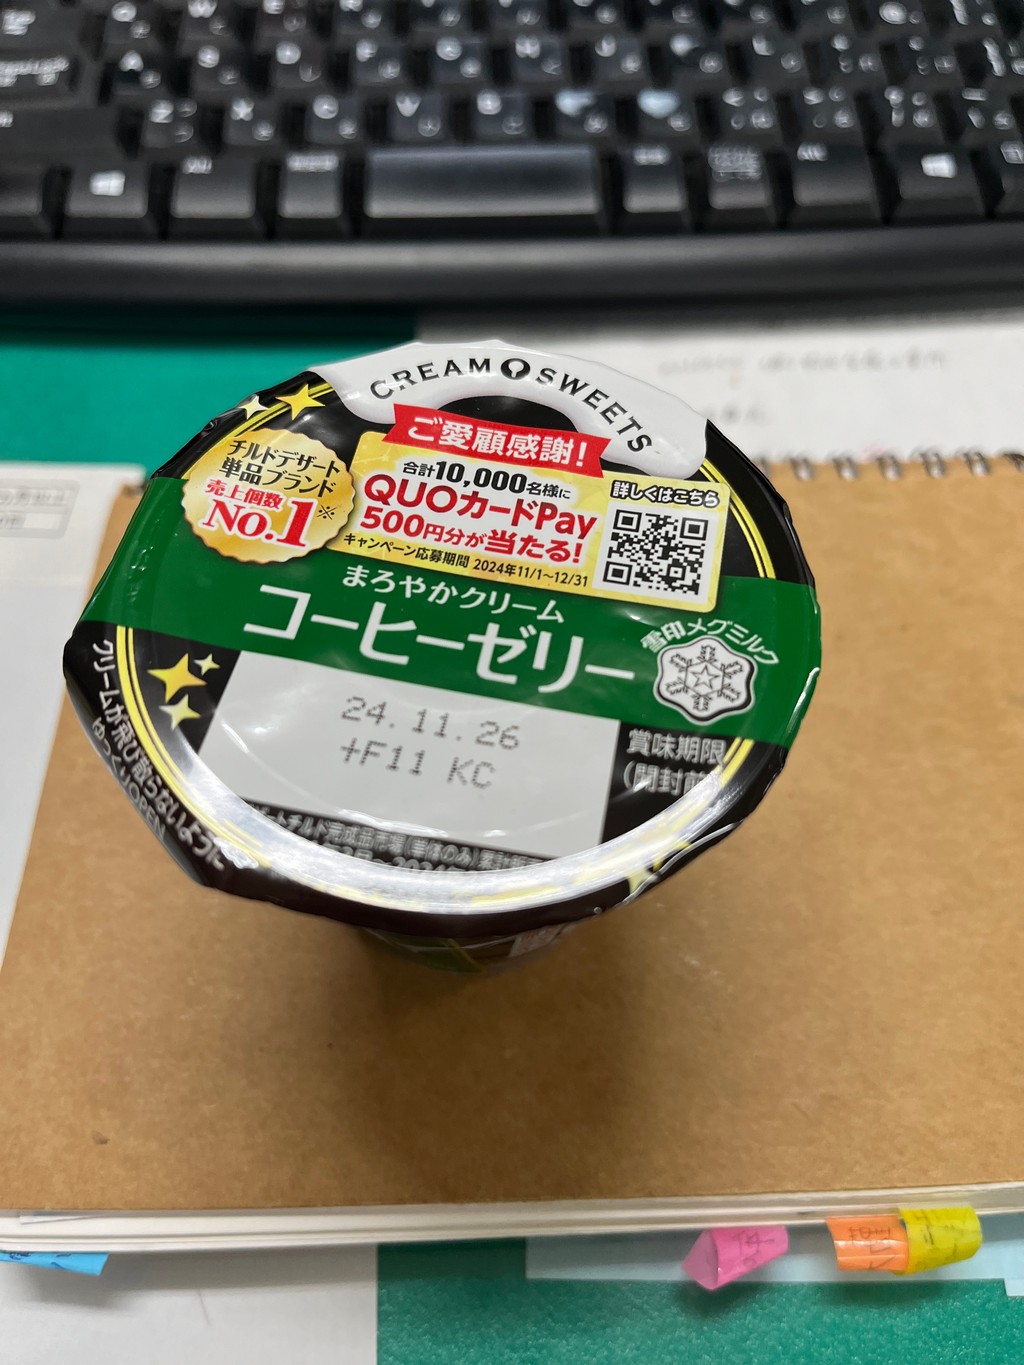 CREAM SWEETS
ご愛顧感謝!
チルドデザート
単品ブランド
売上個数
No.1※
合計10,000名様に
QUOカードPay
500円分が当たる!
キャンペーン応募期間 2024年11/1〜12/31
詳しくはこちら
まろやかクリーム
コーヒーゼリー
雪印メグミルク
24.11.26
+F11 KC
賞味期限
(開封前
クリームが飛び散らないように
ゆっくりOPEN